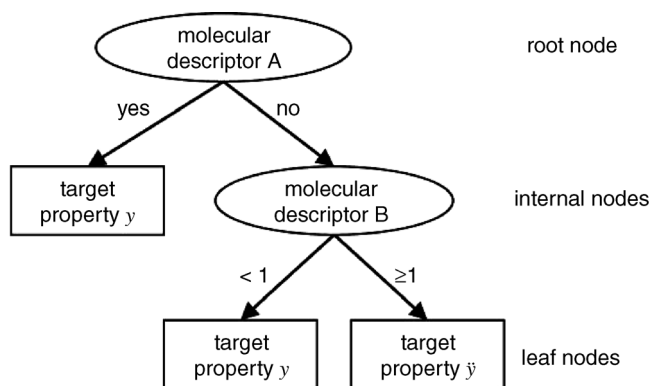 molecular
descriptor A
root node
yes
no
target
property y
molecular
descriptor B
internal nodes
< 1
≥1
target
property y
target
property ÿ
leaf nodes